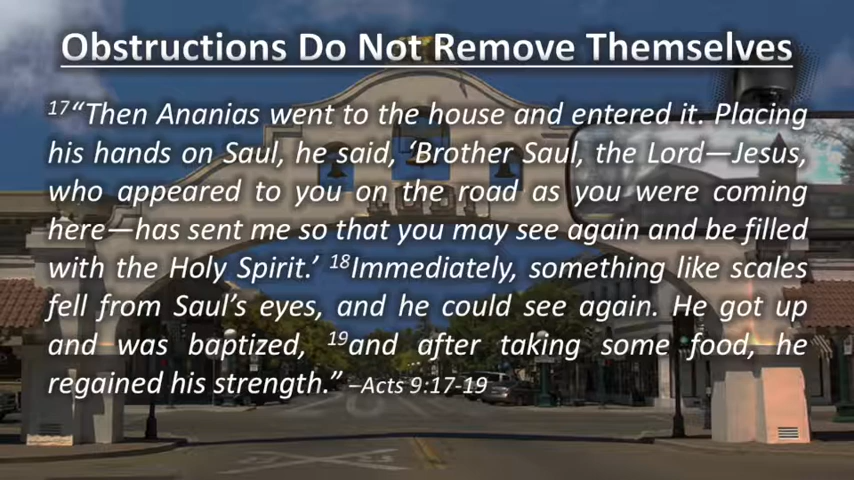 Obstructions Do Not Remove Themselves
17“Then Ananias went to the house and entered it. Placing
his hands on Saul, he said, ‘Brother Saul, the Lord—Jesus,
who appeared to you on the road as you were coming
here—has sent me so that you may see again and be filled
with the Holy Spirit.’ 18Immediately, something like scales
fell from Saul’s eyes, and he could see again. He got up
and was baptized, 19and after taking some food, he
regained his strength.” –Acts 9:17-19